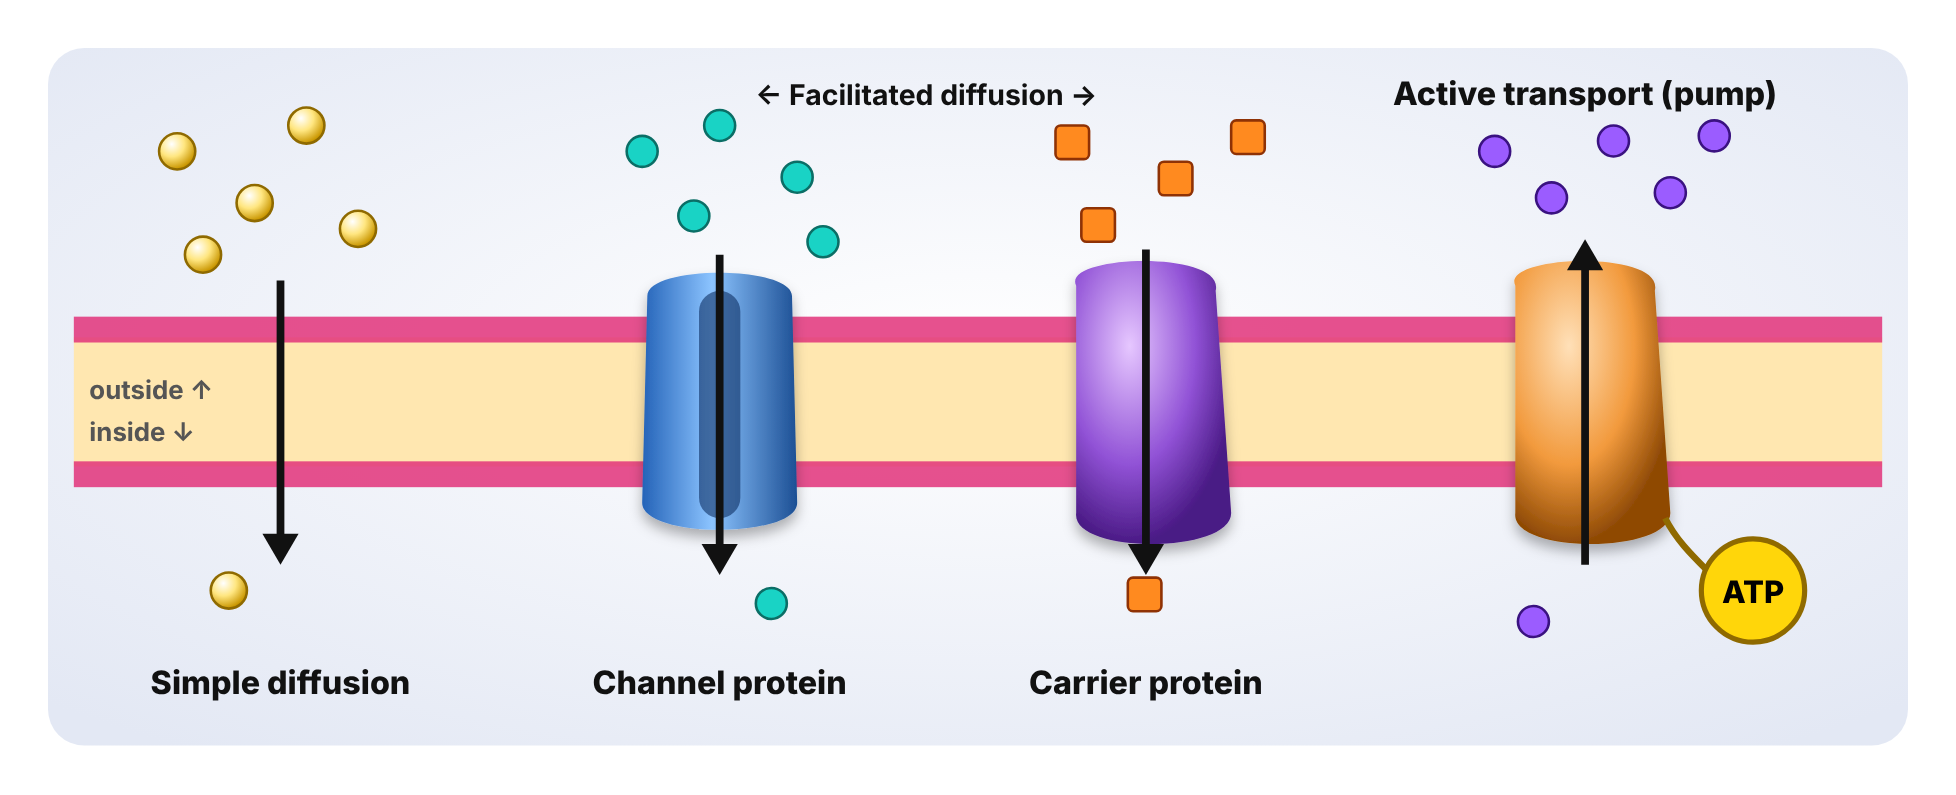 ← Facilitated diffusion →
Active transport (pump)
outside ↑
inside ↓
ATP
Simple diffusion
Channel protein
Carrier protein